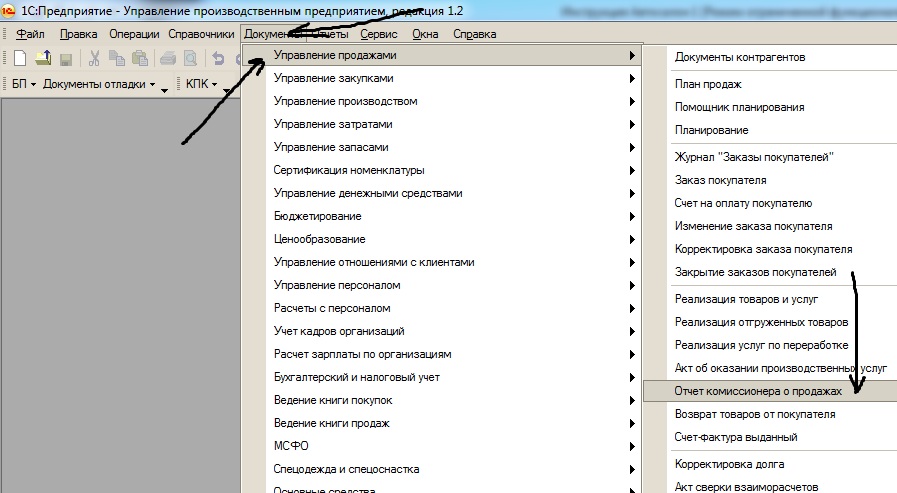 1С:Предприятие - Управление производственным предприятием, редакция 1.2
Файл Правка Операции Справочники Документы Отчеты Сервис Окна Справка
БП Документы отладки КПК
Управление продажами
Управление закупками
Управление производством
Управление затратами
Управление запасами
Сертификация номенклатуры
Управление денежными средствами
Бюджетирование
Ценообразование
Управление отношениями с клиентами
Управление персоналом
Расчеты с персоналом
Учет кадров организаций
Расчет зарплаты по организациям
Бухгалтерский и налоговый учет
Ведение книги покупок
Ведение книги продаж
МСФО
Спецодежда и спецоснастка
Основные средства
Документы контрагентов
План продаж
Помощник планирования
Планирование
Журнал "Заказы покупателей"
Заказ покупателя
Счет на оплату покупателю
Изменение заказа покупателя
Корректировка заказа покупателя
Закрытие заказов покупателей
Реализация товаров и услуг
Реализация отгруженных товаров
Реализация услуг по переработке
Акт об оказании производственных услуг
Отчет комиссионера о продажах
Возврат товаров от покупателя
Счет-фактура выданный
Корректировка долга
Акт сверки взаиморасчетов